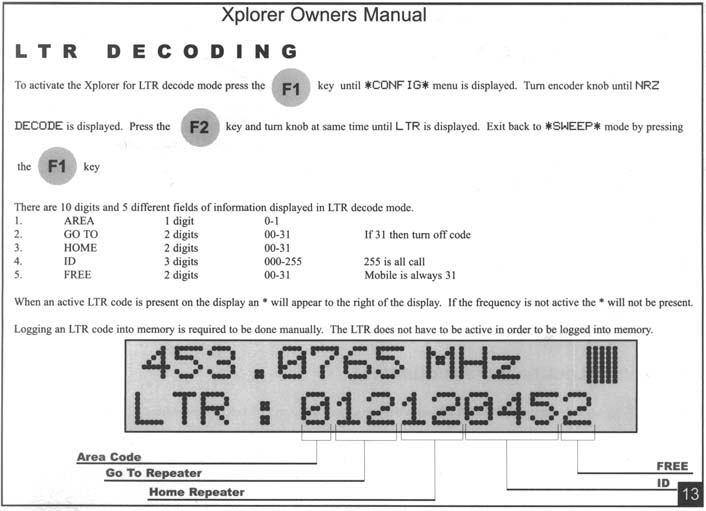 Xplorer Owners Manual
LTR DECODING
To activate the Xplorer for LTR decode mode press the F1 key until *CONFIG* menu is displayed. Turn encoder knob until NRZ
DECODE is displayed. Press the F2 key and turn knob at same time until LTR is displayed. Exit back to *SWEEP* mode by pressing
the F1 key
There are 10 digits and 5 different fields of information displayed in LTR decode mode.
1. AREA 1 digit 0-1
2. GO TO 2 digits 00-31 If 31 then turn off code
3. HOME 2 digits 00-31
4. ID 3 digits 000-255 255 is all call
5. FREE 2 digits 00-31 Mobile is always 31
When an active LTR code is present on the display an * will appear to the right of the display. If the frequency is not active the * will not be present.
Logging an LTR code into memory is required to be done manually. The LTR does not have to be active in order to be logged into memory.
453.0765 MHz
LTR:012120452
Area Code
Go To Repeater
Home Repeater
FREE
ID
13